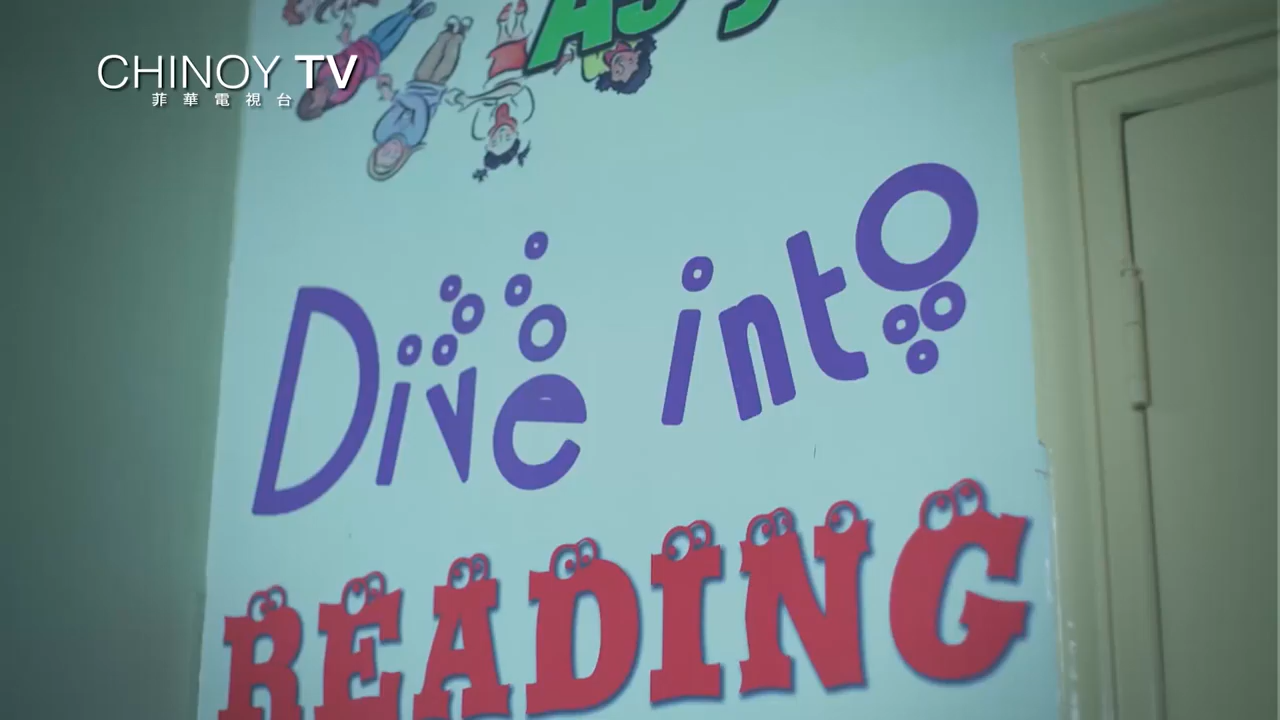 CHINOY TV
菲華電視台
Dive into
READING